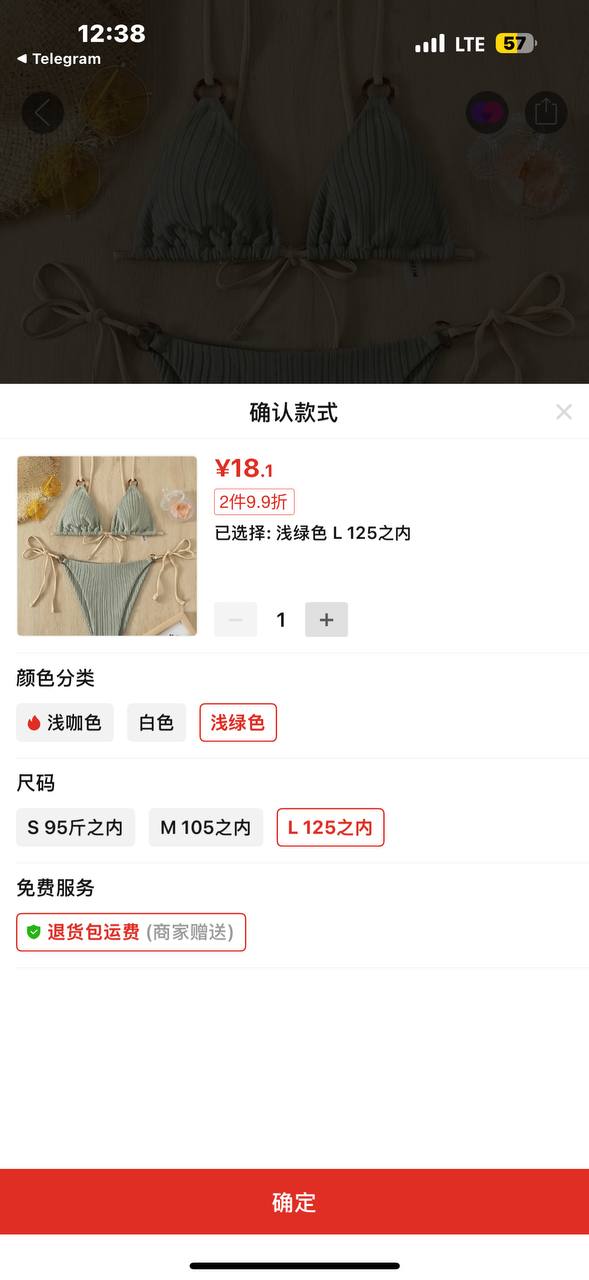 12:38
LTE
57
◀ Telegram
确认款式
¥18.1
2件9.9折
已选择: 浅绿色 L 125之内
1
颜色分类
浅咖色
白色
浅绿色
尺码
S 95斤之内
M 105之内
L 125之内
免费服务
退货包运费 (商家赠送)
确定